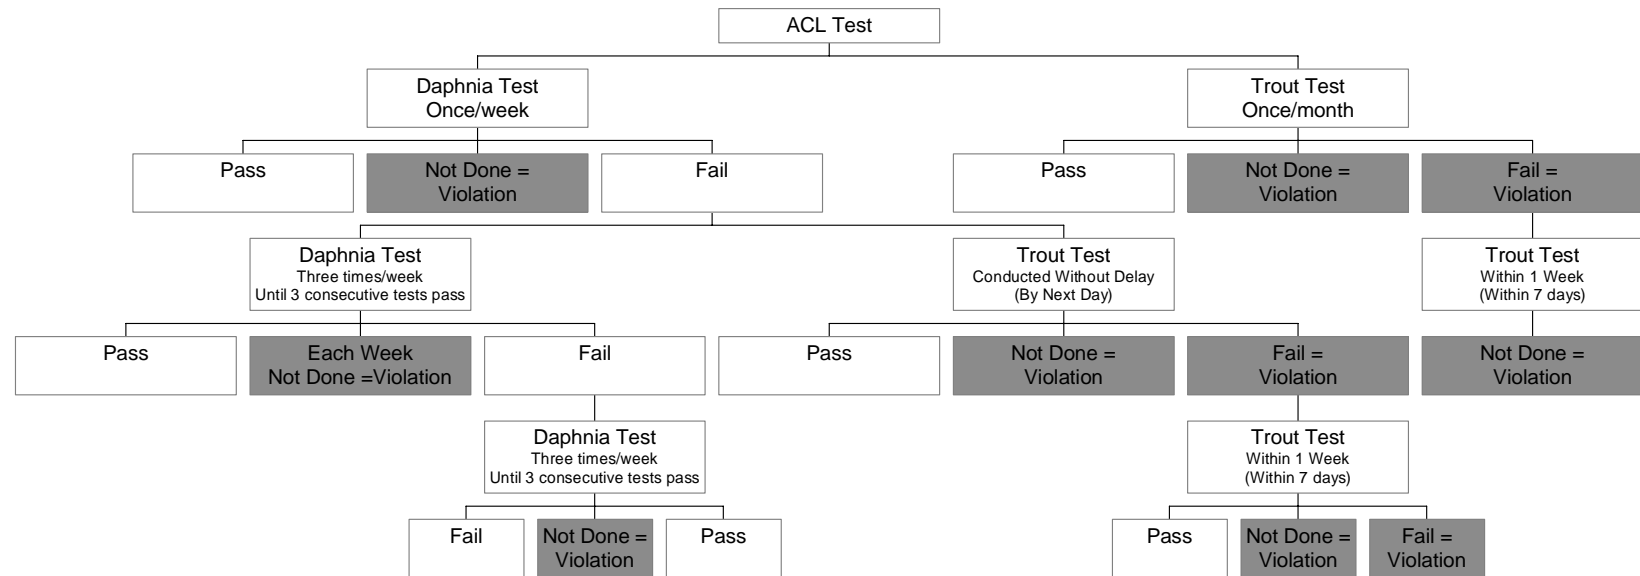 ACL Test
Daphnia Test
Once/week
Trout Test
Once/month
Pass
Not Done =
Violation
Fail
Pass
Not Done =
Violation
Fail =
Violation
Daphnia Test
Three times/week
Until 3 consecutive tests pass
Trout Test
Conducted Without Delay
(By Next Day)
Trout Test
Within 1 Week
(Within 7 days)
Pass
Each Week
Not Done =Violation
Fail
Pass
Not Done =
Violation
Fail =
Violation
Not Done =
Violation
Daphnia Test
Three times/week
Until 3 consecutive tests pass
Trout Test
Within 1 Week
(Within 7 days)
Fail
Not Done =
Violation
Pass
Pass
Not Done =
Violation
Fail =
Violation